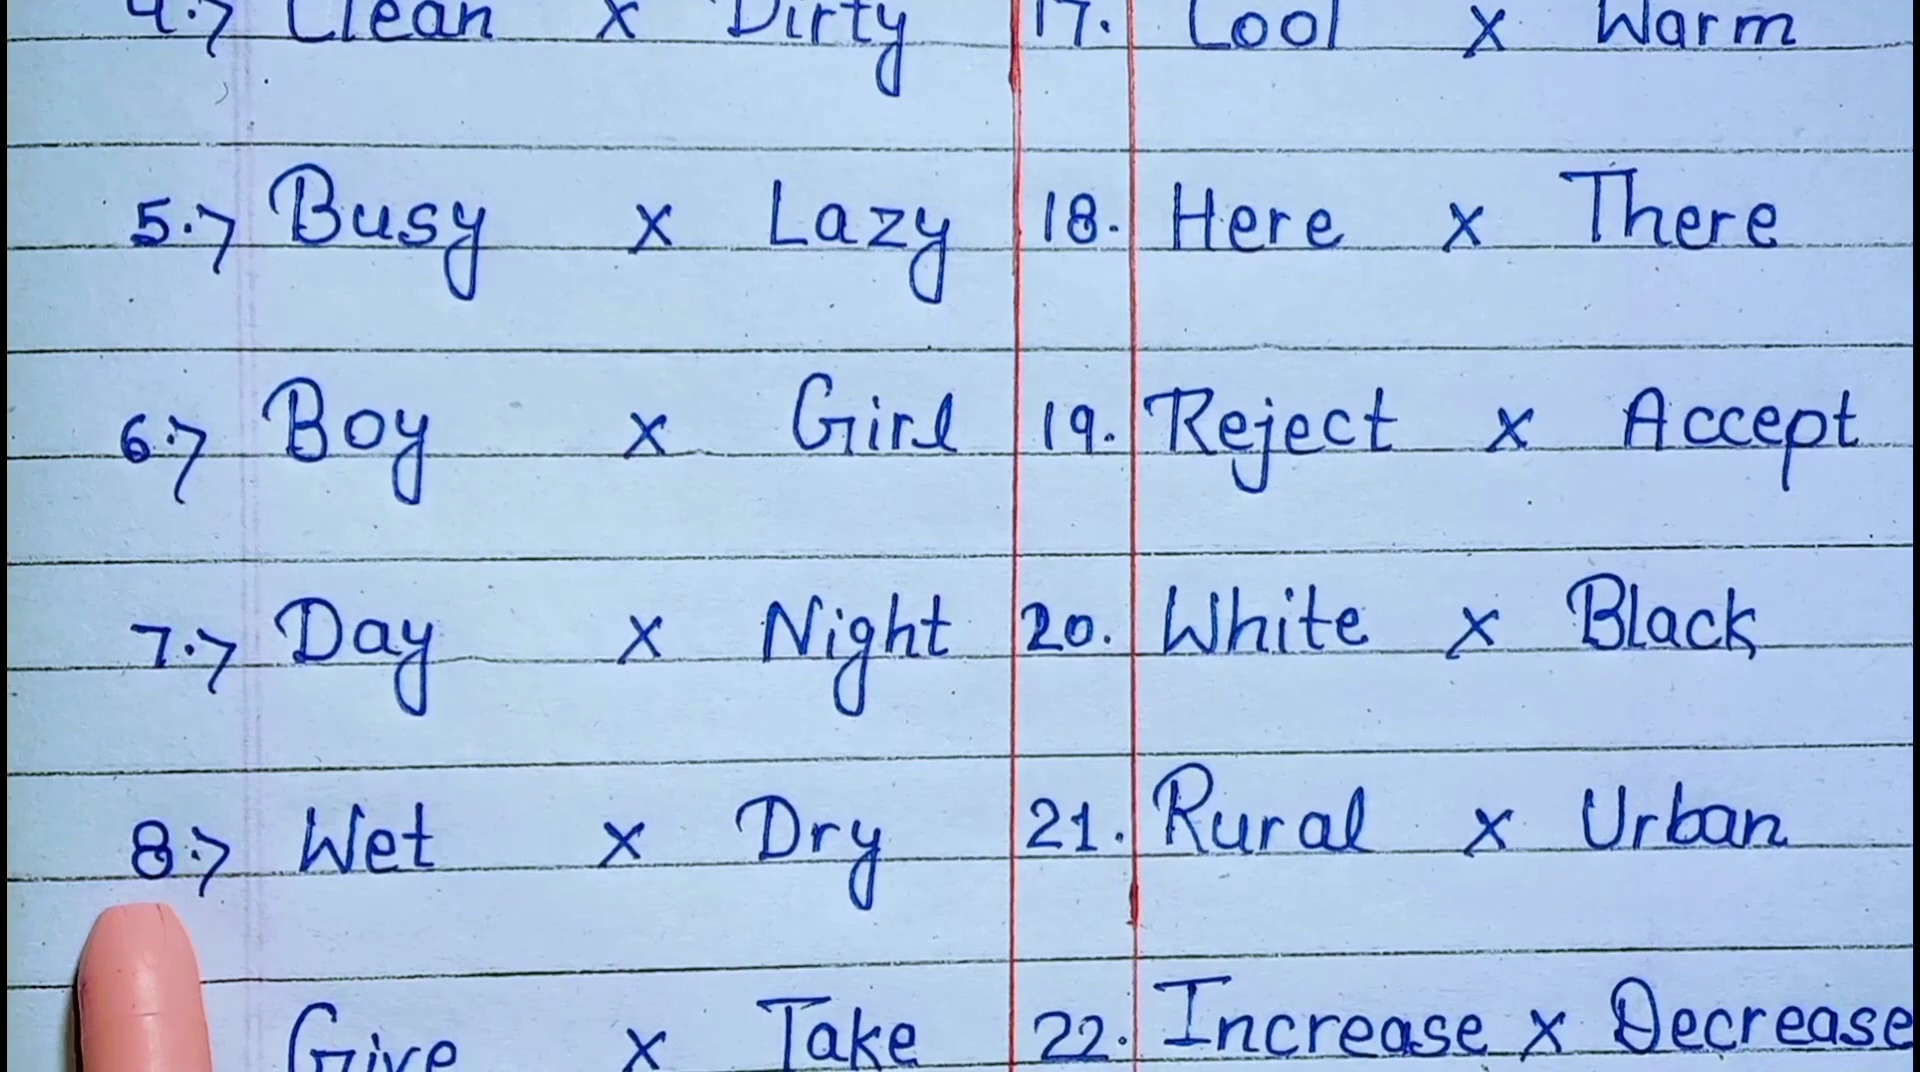 4.> Clean x Dirty 17. Cool x Warm
5.> Busy x Lazy 18. Here x There
6.> Boy x Girl 19. Reject x Accept
7.> Day x Night 20. White x Black
8.> Wet x Dry 21. Rural x Urban
Give x Take 22. Increase x Decrease